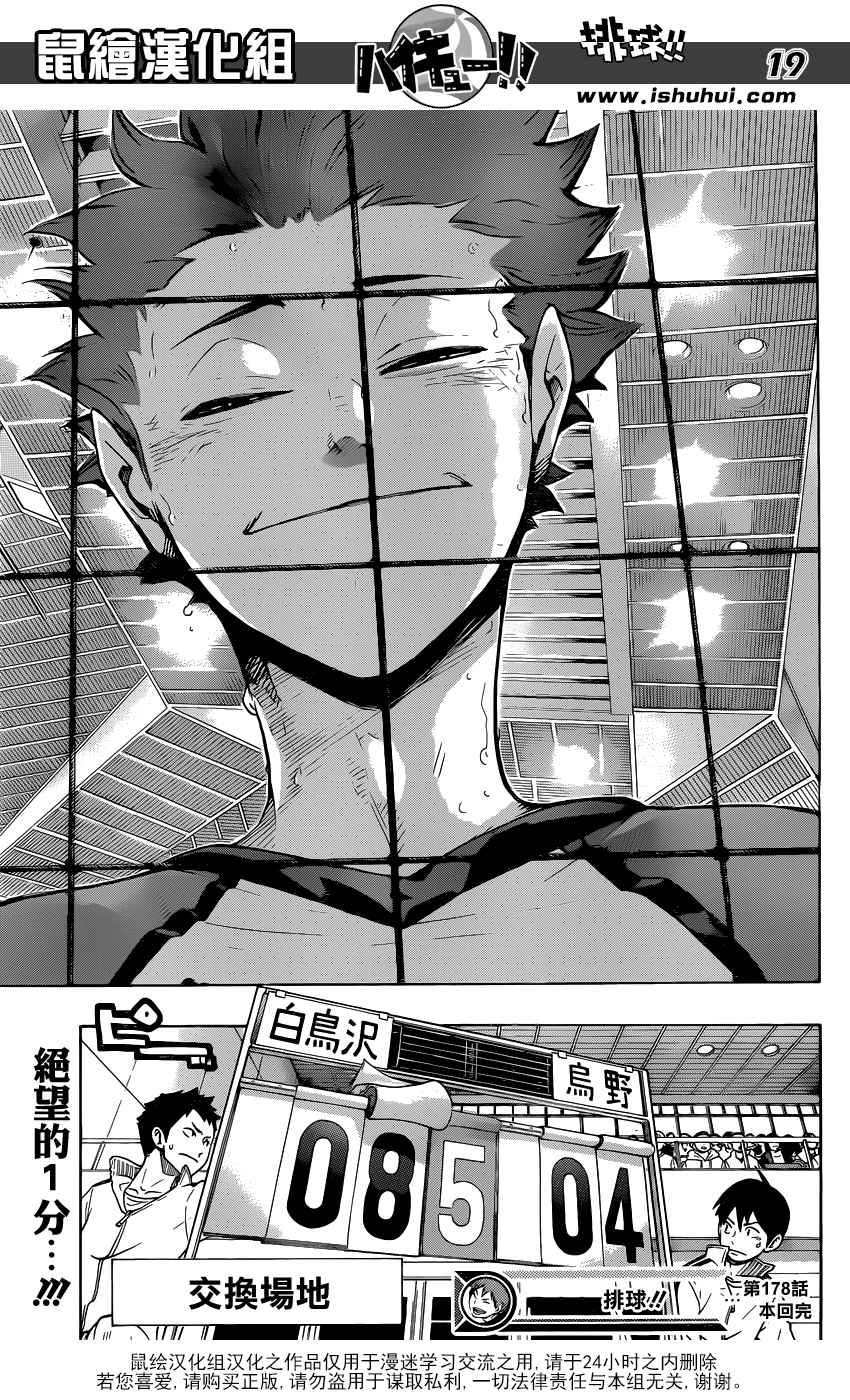 鼠繪漢化組
ハイキュー!!
排球!!
19
www.ishuhui.com
ピー
白鳥沢
烏野
08
5
04
絶望的1分…!!!
交換場地
排球!!
…第178話
本回完
鼠绘汉化组汉化之作品仅用于漫迷学习交流之用, 请于24小时之内删除
若您喜爱, 请购买正版, 请勿盗用于谋取私利, 一切法律责任与本组无关, 谢谢。